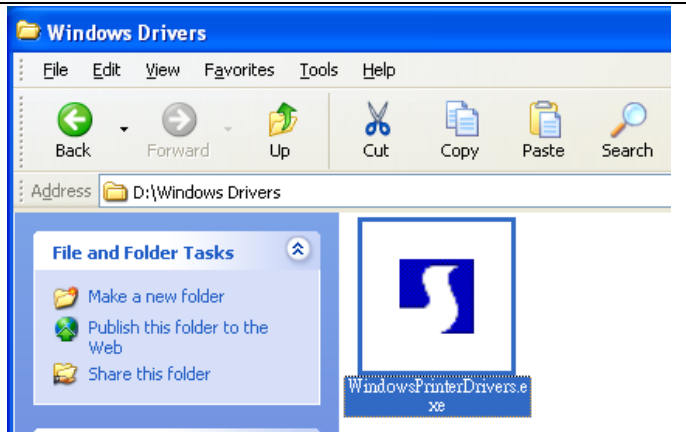 Windows Drivers
File Edit View Favorites Tools Help
Back Forward Up Cut Copy Paste Search
Address D:\Windows Drivers
File and Folder Tasks
Make a new folder
Publish this folder to the
Web
Share this folder
WindowsPrinterDrivers.e
xe